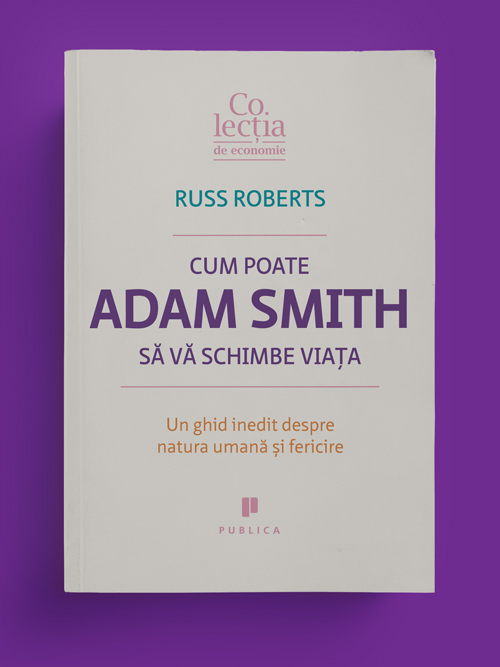 Co.
lecția
de economie
RUSS ROBERTS
CUM POATE
ADAM SMITH
SĂ VĂ SCHIMBE VIAȚA
Un ghid inedit despre
natura umană și fericire
PUBLICA